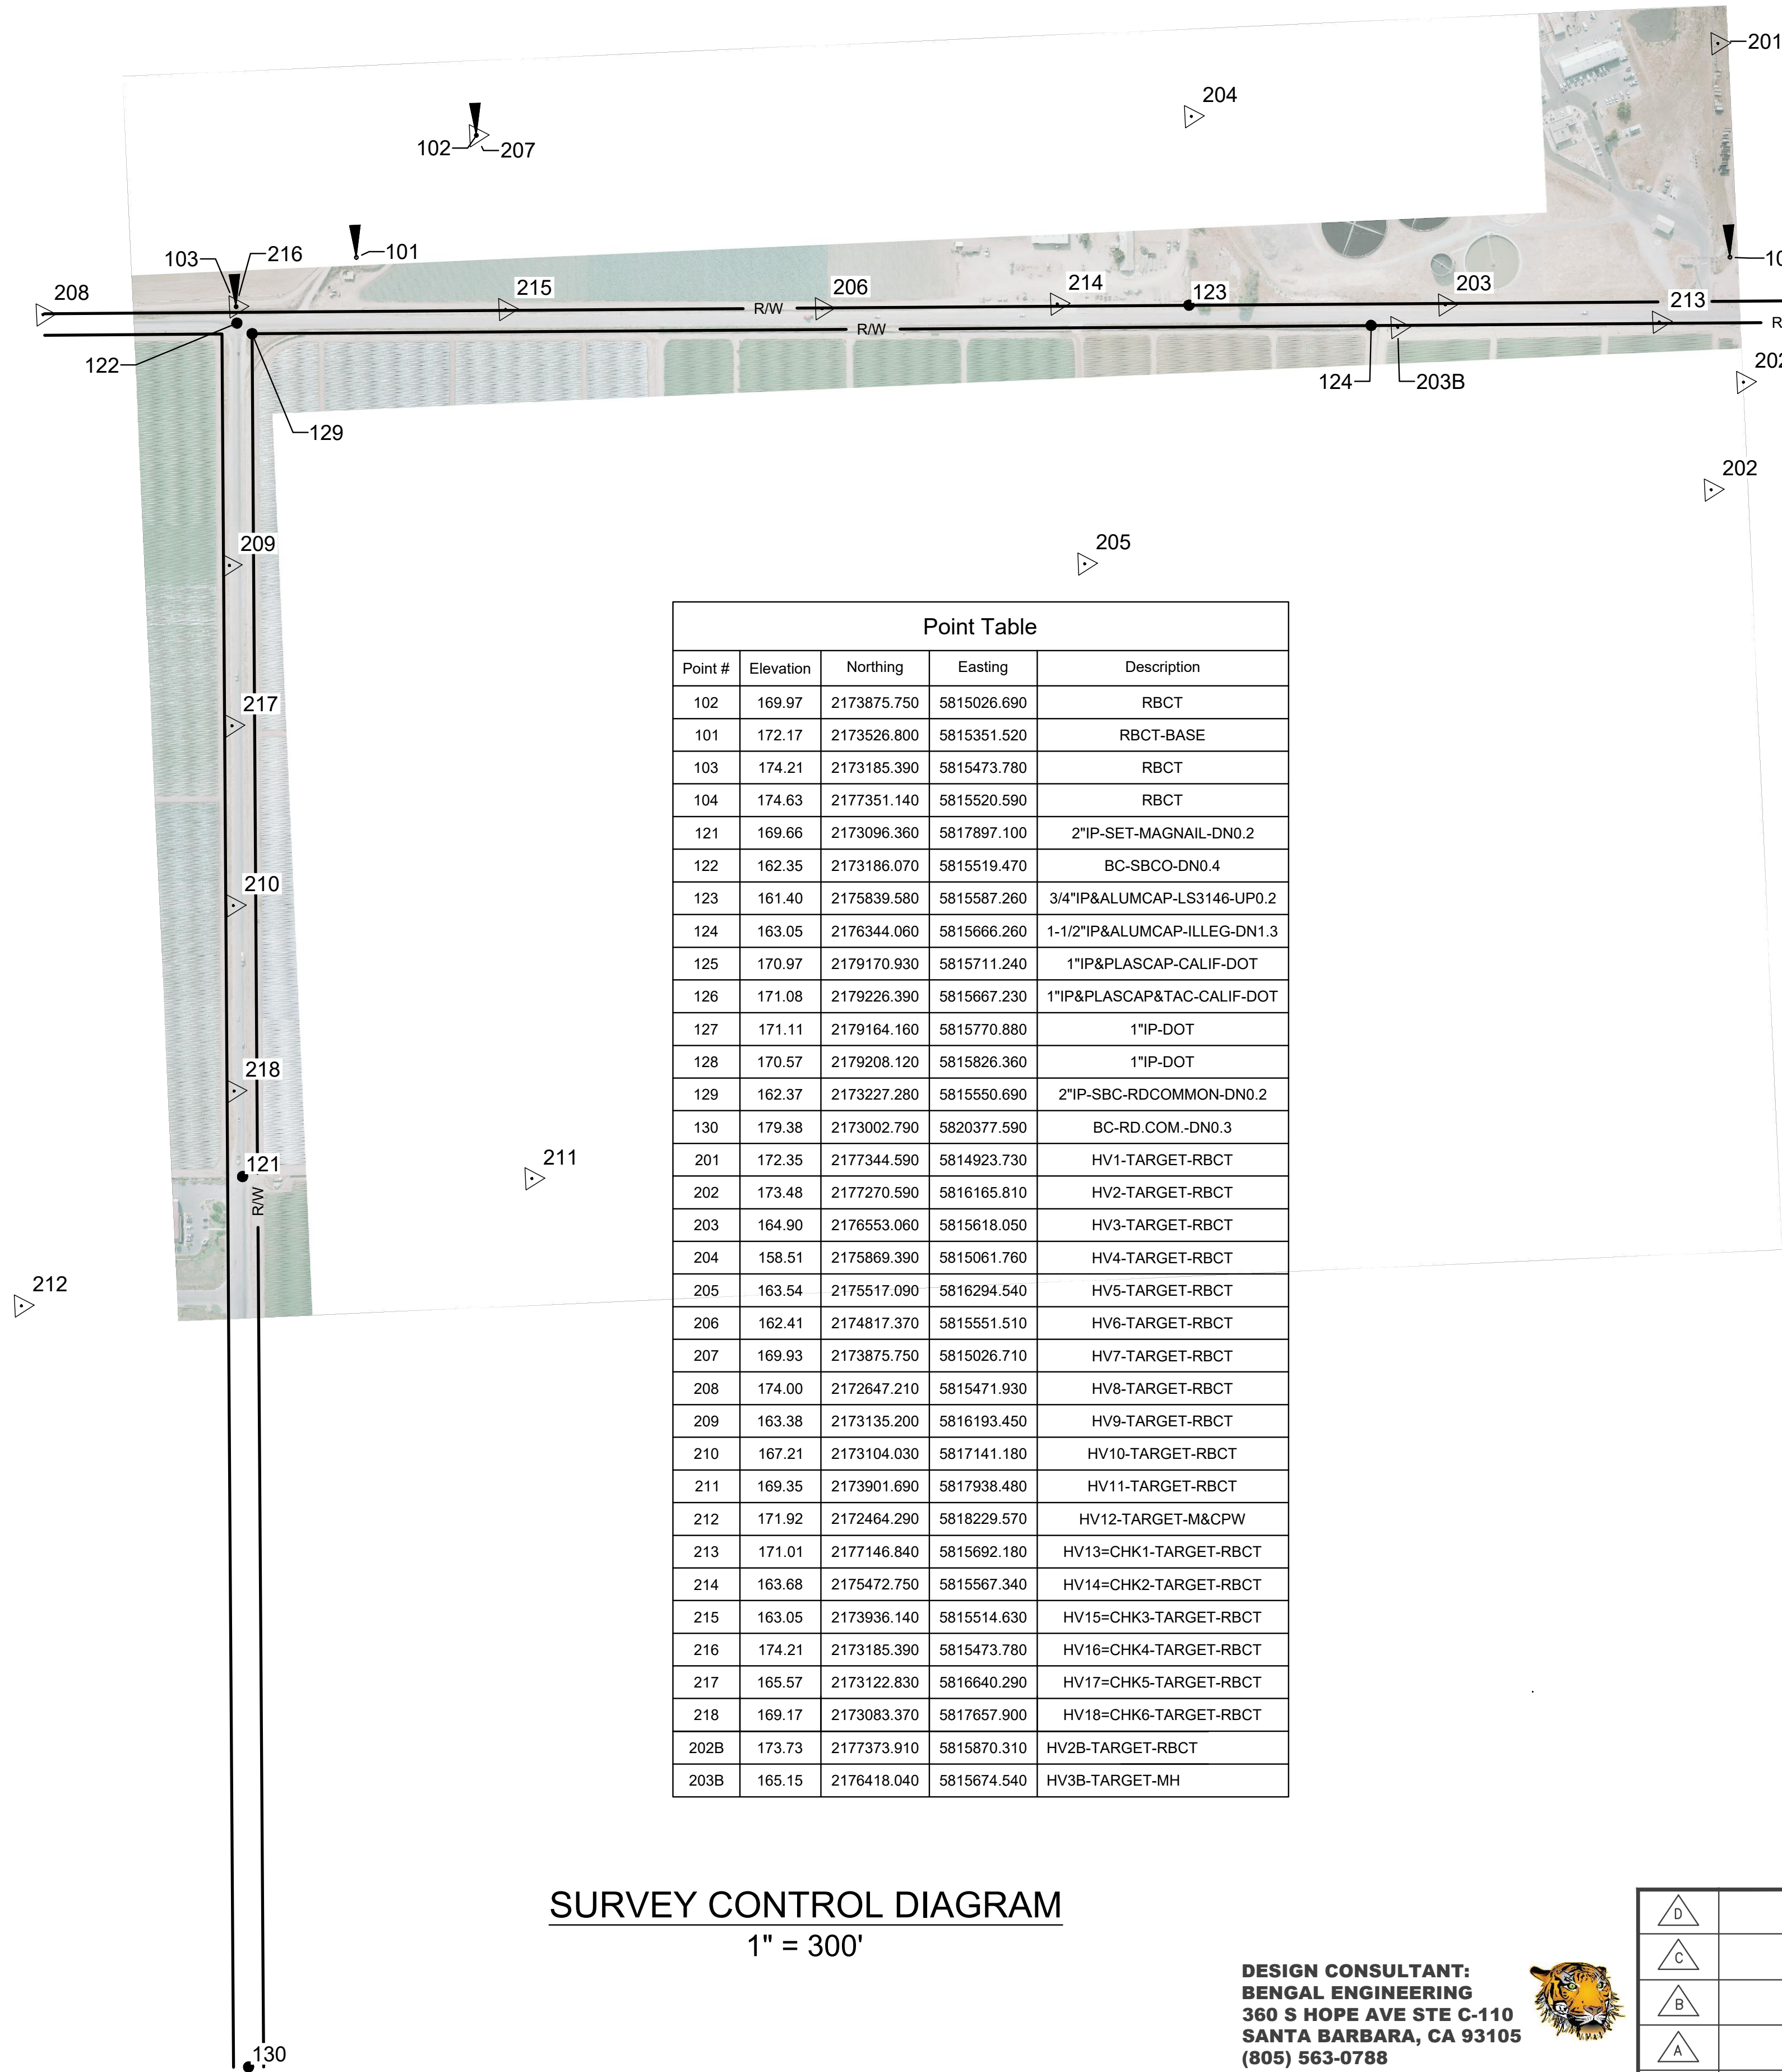 201
204
102
207
103
216
101
10
208
215
R/W
206
214
123
203
213
R/W
R
122
124
203B
202
129
202
209
205
217
210
218
121
R/W
211
212
130
Point Table
Point # Elevation Northing Easting Description
102 169.97 2173875.750 5815026.690 RBCT
101 172.17 2173526.800 5815351.520 RBCT-BASE
103 174.21 2173185.390 5815473.780 RBCT
104 174.63 2177351.140 5815520.590 RBCT
121 169.66 2173096.360 5817897.100 2"IP-SET-MAGNAIL-DN0.2
122 162.35 2173186.070 5815519.470 BC-SBCO-DN0.4
123 161.40 2175839.580 5815587.260 3/4"IP&ALUMCAP-LS3146-UP0.2
124 163.05 2176344.060 5815666.260 1-1/2"IP&ALUMCAP-ILLEG-DN1.3
125 170.97 2179170.930 5815711.240 1"IP&PLASCAP-CALIF-DOT
126 171.08 2179226.390 5815667.230 1"IP&PLASCAP&TAC-CALIF-DOT
127 171.11 2179164.160 5815770.880 1"IP-DOT
128 170.57 2179208.120 5815826.360 1"IP-DOT
129 162.37 2173227.280 5815550.690 2"IP-SBC-RDCOMMON-DN0.2
130 179.38 2173002.790 5820377.590 BC-RD.COM.-DN0.3
201 172.35 2177344.590 5814923.730 HV1-TARGET-RBCT
202 173.48 2177270.590 5816165.810 HV2-TARGET-RBCT
203 164.90 2176553.060 5815618.050 HV3-TARGET-RBCT
204 158.51 2175869.390 5815061.760 HV4-TARGET-RBCT
205 163.54 2175517.090 5816294.540 HV5-TARGET-RBCT
206 162.41 2174817.370 5815551.510 HV6-TARGET-RBCT
207 169.93 2173875.750 5815026.710 HV7-TARGET-RBCT
208 174.00 2172647.210 5815471.930 HV8-TARGET-RBCT
209 163.38 2173135.200 5816193.450 HV9-TARGET-RBCT
210 167.21 2173104.030 5817141.180 HV10-TARGET-RBCT
211 169.35 2173901.690 5817938.480 HV11-TARGET-RBCT
212 171.92 2172464.290 5818229.570 HV12-TARGET-M&CPW
213 171.01 2177146.840 5815692.180 HV13=CHK1-TARGET-RBCT
214 163.68 2175472.750 5815567.340 HV14=CHK2-TARGET-RBCT
215 163.05 2173936.140 5815514.630 HV15=CHK3-TARGET-RBCT
216 174.21 2173185.390 5815473.780 HV16=CHK4-TARGET-RBCT
217 165.57 2173122.830 5816640.290 HV17=CHK5-TARGET-RBCT
218 169.17 2173083.370 5817657.900 HV18=CHK6-TARGET-RBCT
202B 173.73 2177373.910 5815870.310 HV2B-TARGET-RBCT
203B 165.15 2176418.040 5815674.540 HV3B-TARGET-MH
SURVEY CONTROL DIAGRAM
1" = 300'
DESIGN CONSULTANT:
BENGAL ENGINEERING
360 S HOPE AVE STE C-110
SANTA BARBARA, CA 93105
(805) 563-0788
D
C
B
A